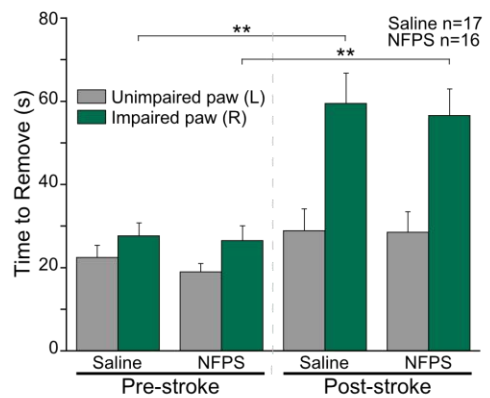 80
60
40
20
0
Time to Remove (s)
**
**
Saline n=17
NFPS n=16
Unimpaired paw (L)
Impaired paw (R)
Saline NFPS Saline NFPS
Pre-stroke Post-stroke